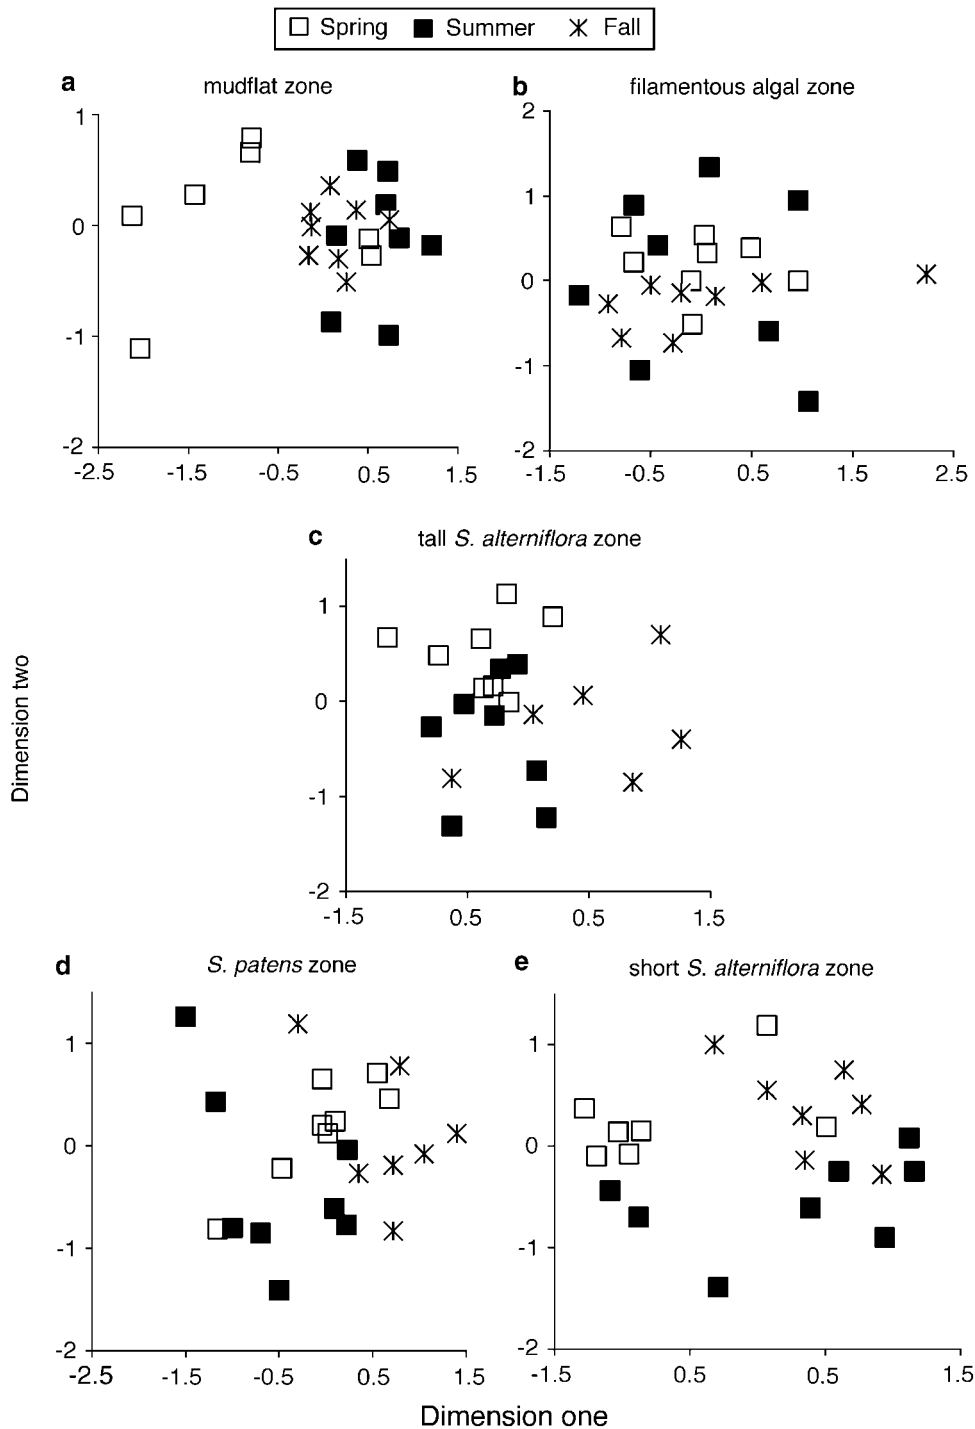 Spring Summer Fall
a mudflat zone
b filamentous algal zone
1
0
-1
-2
-2.5 -1.5 -0.5 0.5 1.5
2
1
0
-1
-2
-1.5 -0.5 0.5 1.5 2.5
c tall S. alterniflora zone
1
0
-1
-2
-1.5 0.5 0.5 1.5
Dimension two
d S. patens zone
e short S. alterniflora zone
1
0
-1
-2
-2.5 -1.5 -0.5 0.5 1.5
1
0
-1
-2
-1.5 0.5 0.5 1.5
Dimension one